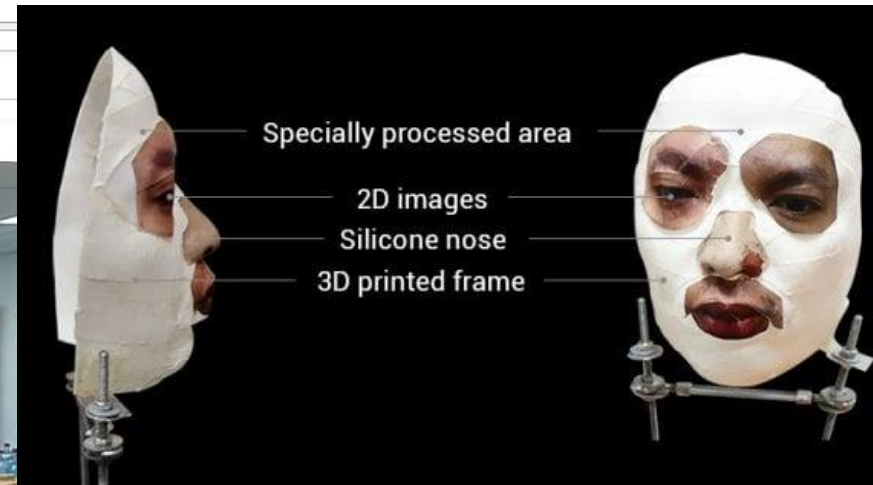 Specially processed area
2D images
Silicone nose
3D printed frame